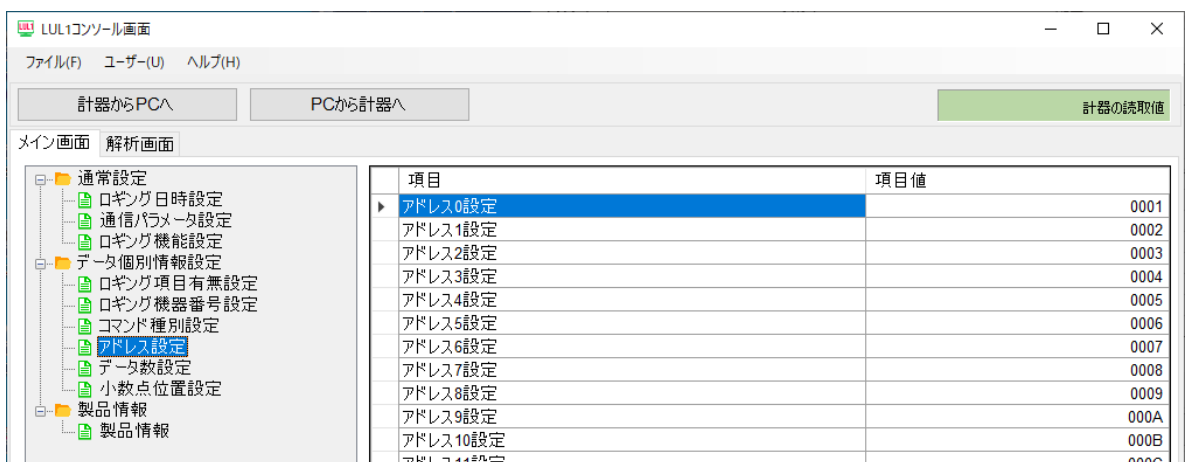 LUL1コンソール画面
ファイル(F) ユーザー(U) ヘルプ(H)
計器からPCへ PCから計器へ 計器の読取値
メイン画面 解析画面
通常設定
ロギング日時設定
通信パラメータ設定
ロギング機能設定
データ個別情報設定
ロギング項目有無設定
ロギング機器番号設定
コマンド種別設定
アドレス設定
データ数設定
小数点位置設定
製品情報
製品情報
項目 項目値
アドレス0設定 0001
アドレス1設定 0002
アドレス2設定 0003
アドレス3設定 0004
アドレス4設定 0005
アドレス5設定 0006
アドレス6設定 0007
アドレス7設定 0008
アドレス8設定 0009
アドレス9設定 000A
アドレス10設定 000B